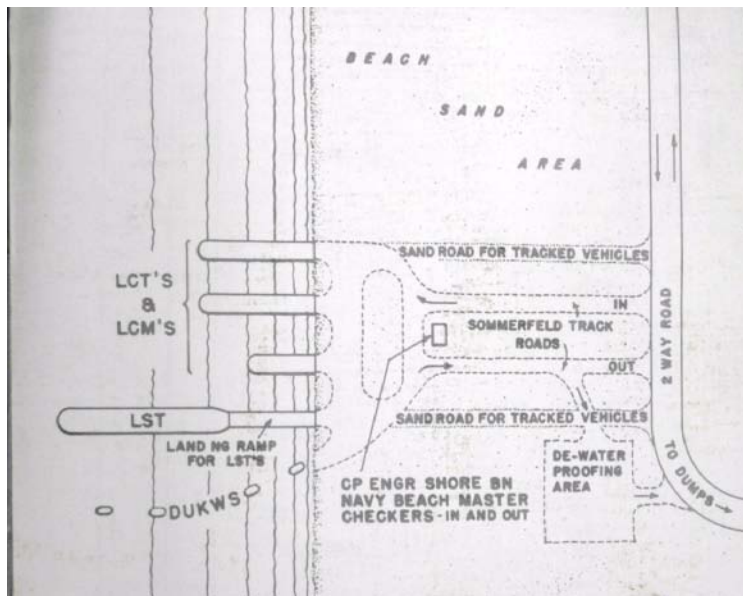 BEACH
SAND
AREA
SAND ROAD FOR TRACKED VEHICLES
LCT'S
&
LCM'S
IN
SOMMERFELD TRACK
ROADS
OUT
2 WAY ROAD
LST
LANDING RAMP
FOR LST'S
SAND ROAD FOR TRACKED VEHICLES
DE-WATER
PROOFING
AREA
TO DUMPS
CP ENGR SHORE BN
NAVY BEACH MASTER
CHECKERS-IN AND OUT
DUKWS